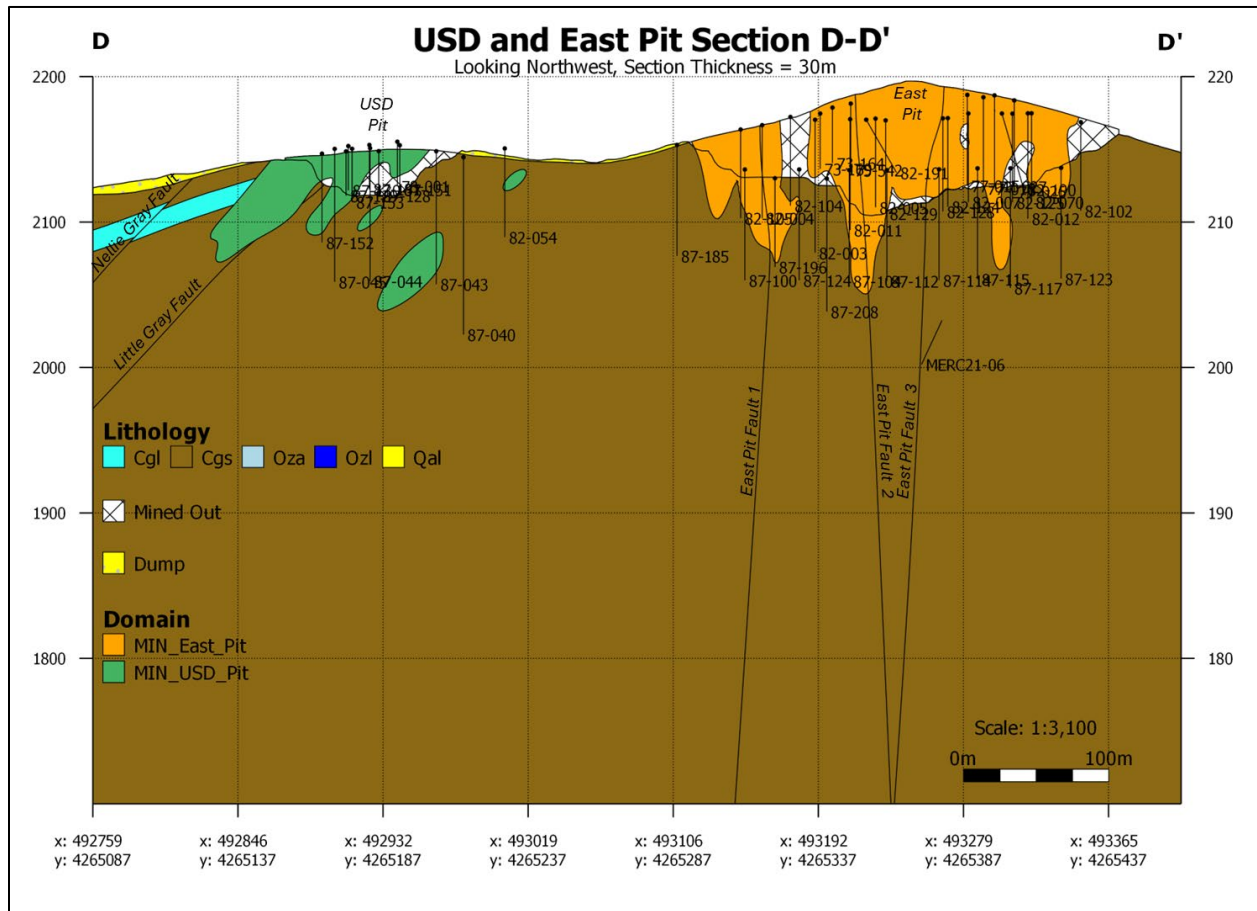 D
USD and East Pit Section D-D'
D'
Looking Northwest, Section Thickness = 30m
2200
220
USD
Pit
East
Pit
2100
210
2000
200
1900
190
1800
180
Nellie Gray Fault
Little Gray Fault
East Pit Fault 1
East Pit Fault 2
East Pit Fault 3
87-152
87-044
87-043
87-040
82-054
87-185
82-104
82-191
82-129
82-011
82-003
87-196
87-100
87-124
87-208
87-112
87-115
87-117
87-123
82-012
82-102
MERC21-06
Lithology
Cgl
Cgs
Oza
Ozl
Qal
Mined Out
Dump
Domain
MIN_East_Pit
MIN_USD_Pit
Scale: 1:3,100
0m
100m
x: 492759
y: 4265087
x: 492846
y: 4265137
x: 492932
y: 4265187
x: 493019
y: 4265237
x: 493106
y: 4265287
x: 493192
y: 4265337
x: 493279
y: 4265387
x: 493365
y: 4265437